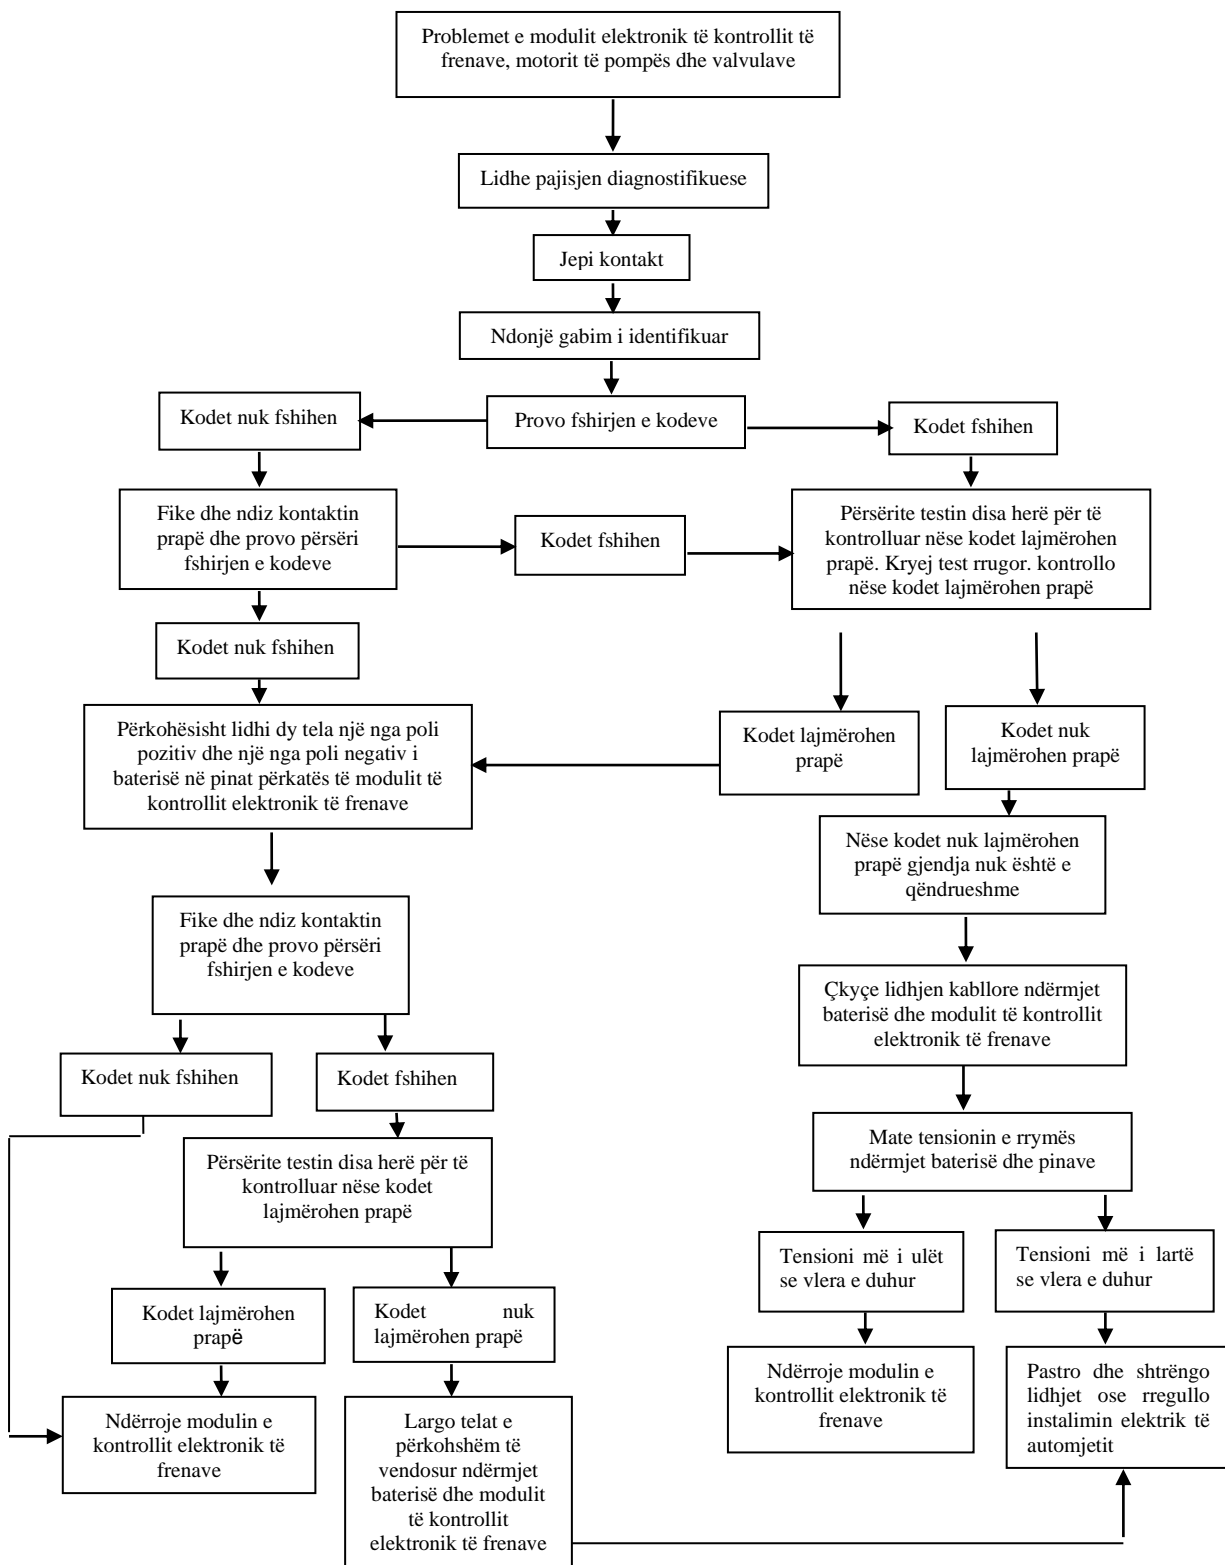 Problemet e modulit elektronik të kontrollit të
frenave, motorit të pompës dhe valvulave
Lidhe pajisjen diagnostifikuese
Jepi kontakt
Ndonjë gabim i identifikuar
Kodet nuk fshihen
Provo fshirjen e kodeve
Kodet fshihen
Fike dhe ndiz kontaktin
prapë dhe provo përsëri
fshirjen e kodeve
Kodet fshihen
Përsërite testin disa herë për të
kontrolluar nëse kodet lajmërohen
prapë. Kryej test rrugor. kontrollo
nëse kodet lajmërohen prapë
Kodet nuk fshihen
Përkohësisht lidhi dy tela një nga poli
pozitiv dhe një nga poli negativ i
baterisë në pinat përkatës të modulit të
kontrollit elektronik të frenave
Kodet lajmërohen
prapë
Kodet nuk
lajmërohen prapë
Nëse kodet nuk lajmërohen
prapë gjendja nuk është e
qëndrueshme
Fike dhe ndiz kontaktin
prapë dhe provo përsëri
fshirjen e kodeve
Çkyçe lidhjen kabllore ndërmjet
baterisë dhe modulit të kontrollit
elektronik të frenave
Kodet nuk fshihen
Kodet fshihen
Mate tensionin e rrymës
ndërmjet baterisë dhe pinave
Përsërite testin disa herë për të
kontrolluar nëse kodet
lajmërohen prapë
Tensioni më i ulët
se vlera e duhur
Tensioni më i lartë
se vlera e duhur
Kodet lajmërohen
prapë
Kodet nuk
lajmërohen prapë
Ndërroje modulin e
kontrollit elektronik të
frenave
Pastro dhe shtrëngo
lidhjet ose rregullo
instalimin elektrik të
automjetit
Ndërroje modulin e
kontrollit elektronik të
frenave
Largo telat e
përkohshëm të
vendosur ndërmjet
baterisë dhe modulit
të kontrollit
elektronik të frenave